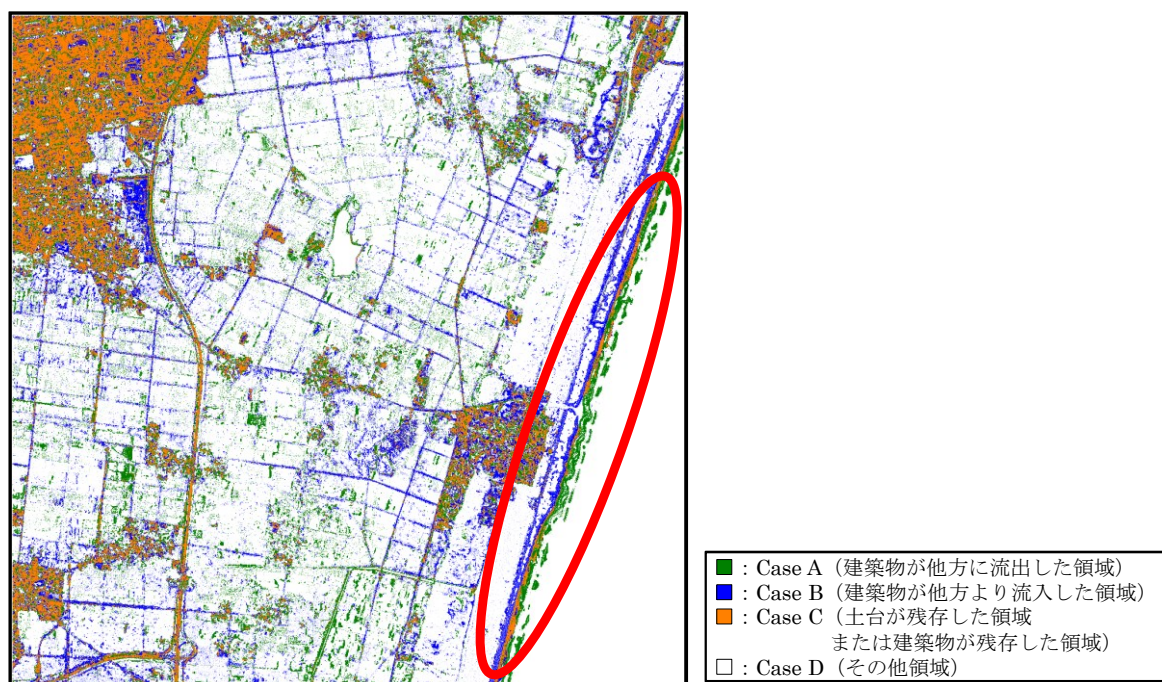 : Case A（建築物が他方に流出した領域）
: Case B（建築物が他方より流入した領域）
: Case C（土台が残存した領域
または建築物が残存した領域）
: Case D（その他領域）